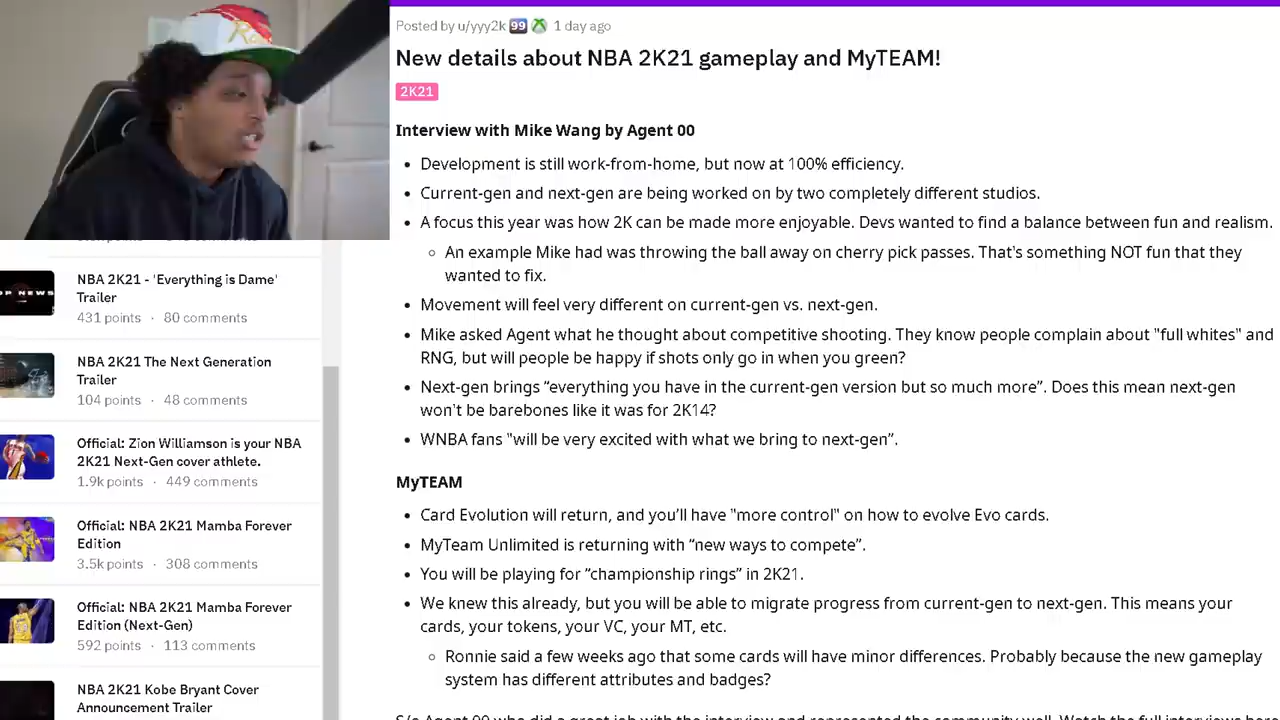 Posted by u/yyy2k 99 1 day ago
New details about NBA 2K21 gameplay and MyTEAM!
2K21
Interview with Mike Wang by Agent 00
Development is still work-from-home, but now at 100% efficiency.
Current-gen and next-gen are being worked on by two completely different studios.
A focus this year was how 2K can be made more enjoyable. Devs wanted to find a balance between fun and realism.
An example Mike had was throwing the ball away on cherry pick passes. That's something NOT fun that they
wanted to fix.
Movement will feel very different on current-gen vs. next-gen.
Mike asked Agent what he thought about competitive shooting. They know people complain about "full whites" and
RNG, but will people be happy if shots only go in when you green?
Next-gen brings “everything you have in the current-gen version but so much more”. Does this mean next-gen
won't be barebones like it was for 2K14?
WNBA fans "will be very excited with what we bring to next-gen”.
MyTEAM
Card Evolution will return, and you’ll have "more control" on how to evolve Evo cards.
MyTeam Unlimited is returning with “new ways to compete”.
You will be playing for “championship rings” in 2K21.
We knew this already, but you will be able to migrate progress from current-gen to next-gen. This means your
cards, your tokens, your VC, your MT, etc.
Ronnie said a few weeks ago that some cards will have minor differences. Probably because the new gameplay
system has different attributes and badges?
NBA 2K21 - 'Everything is Dame'
Trailer
431 points · 80 comments
NBA 2K21 The Next Generation
Trailer
104 points · 48 comments
Official: Zion Williamson is your NBA
2K21 Next-Gen cover athlete.
1.9k points · 449 comments
Official: NBA 2K21 Mamba Forever
Edition
3.5k points · 308 comments
Official: NBA 2K21 Mamba Forever
Edition (Next-Gen)
592 points · 113 comments
NBA 2K21 Kobe Bryant Cover
Announcement Trailer